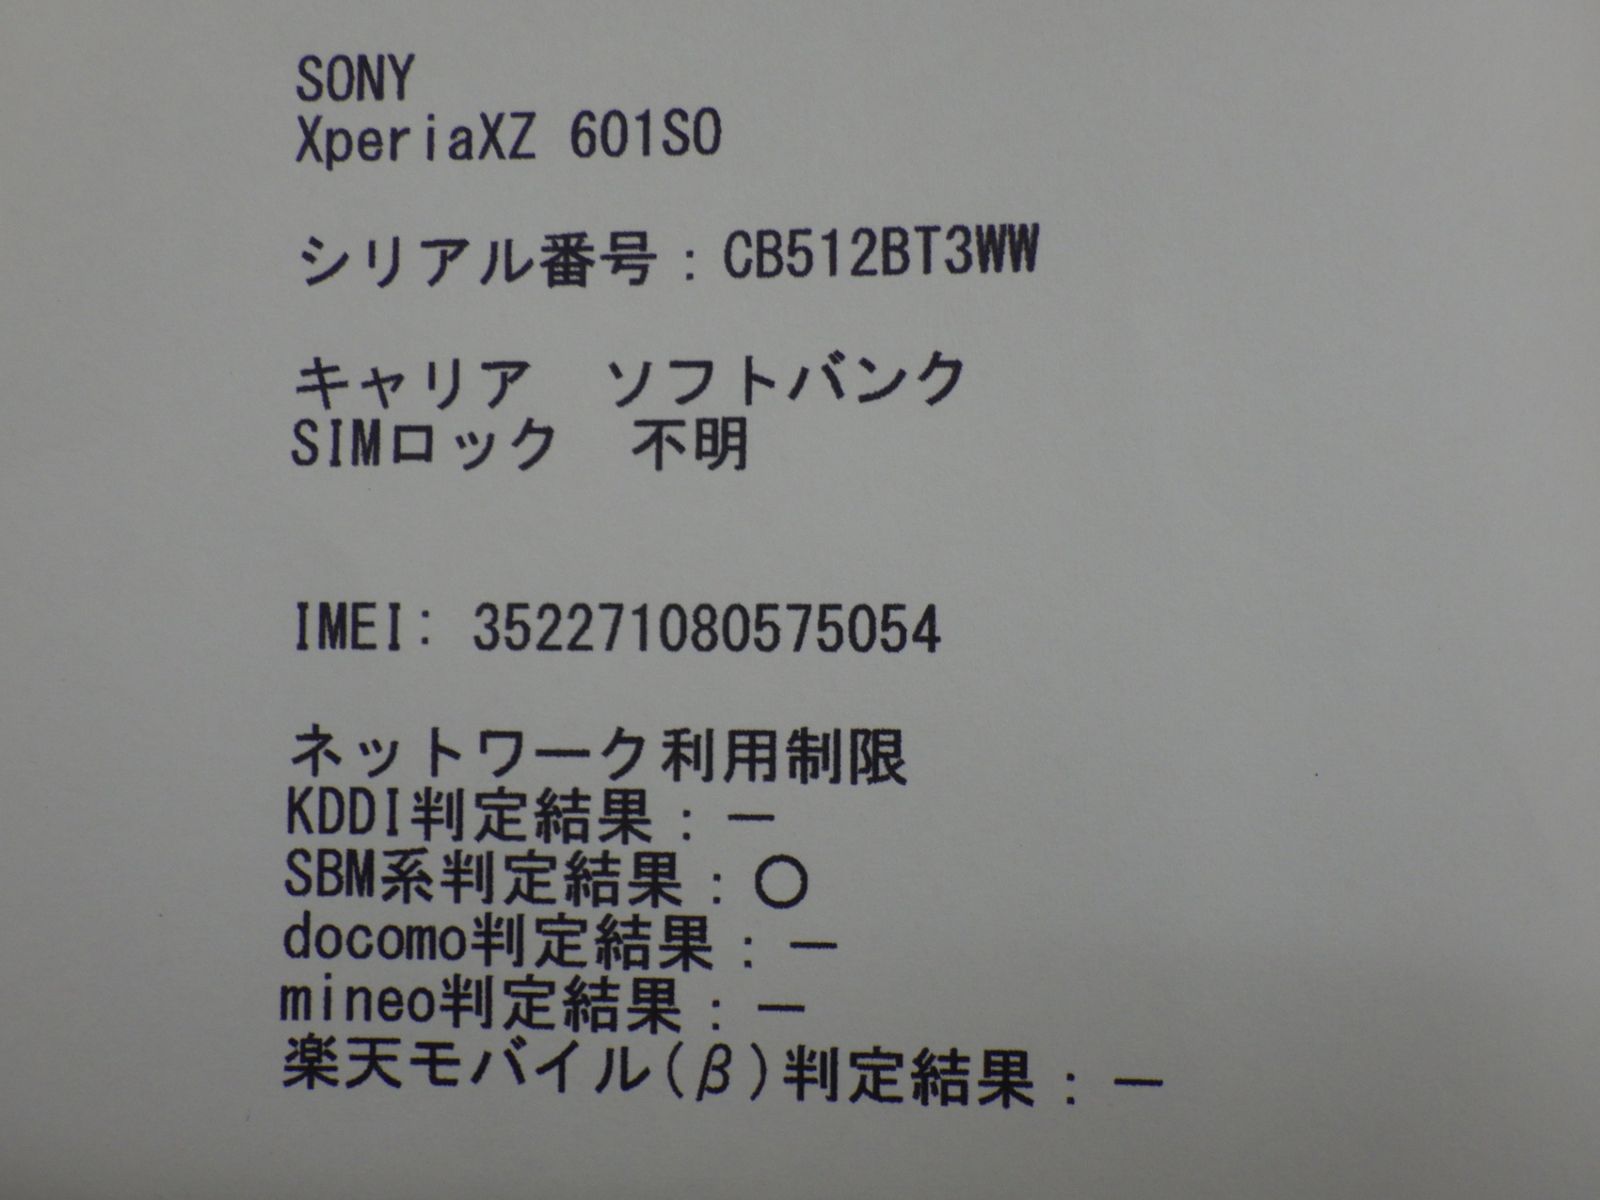 SONY
XperiaXZ 601SO
シリアル番号：CB512BT3WW
キャリア　ソフトバンク
SIMロック　不明
IMEI: 352271080575054
ネットワーク利用制限
KDDI判定結果：－
SBM系判定結果：〇
docomo判定結果：－
mineo判定結果：－
楽天モバイル(β)判定結果：－